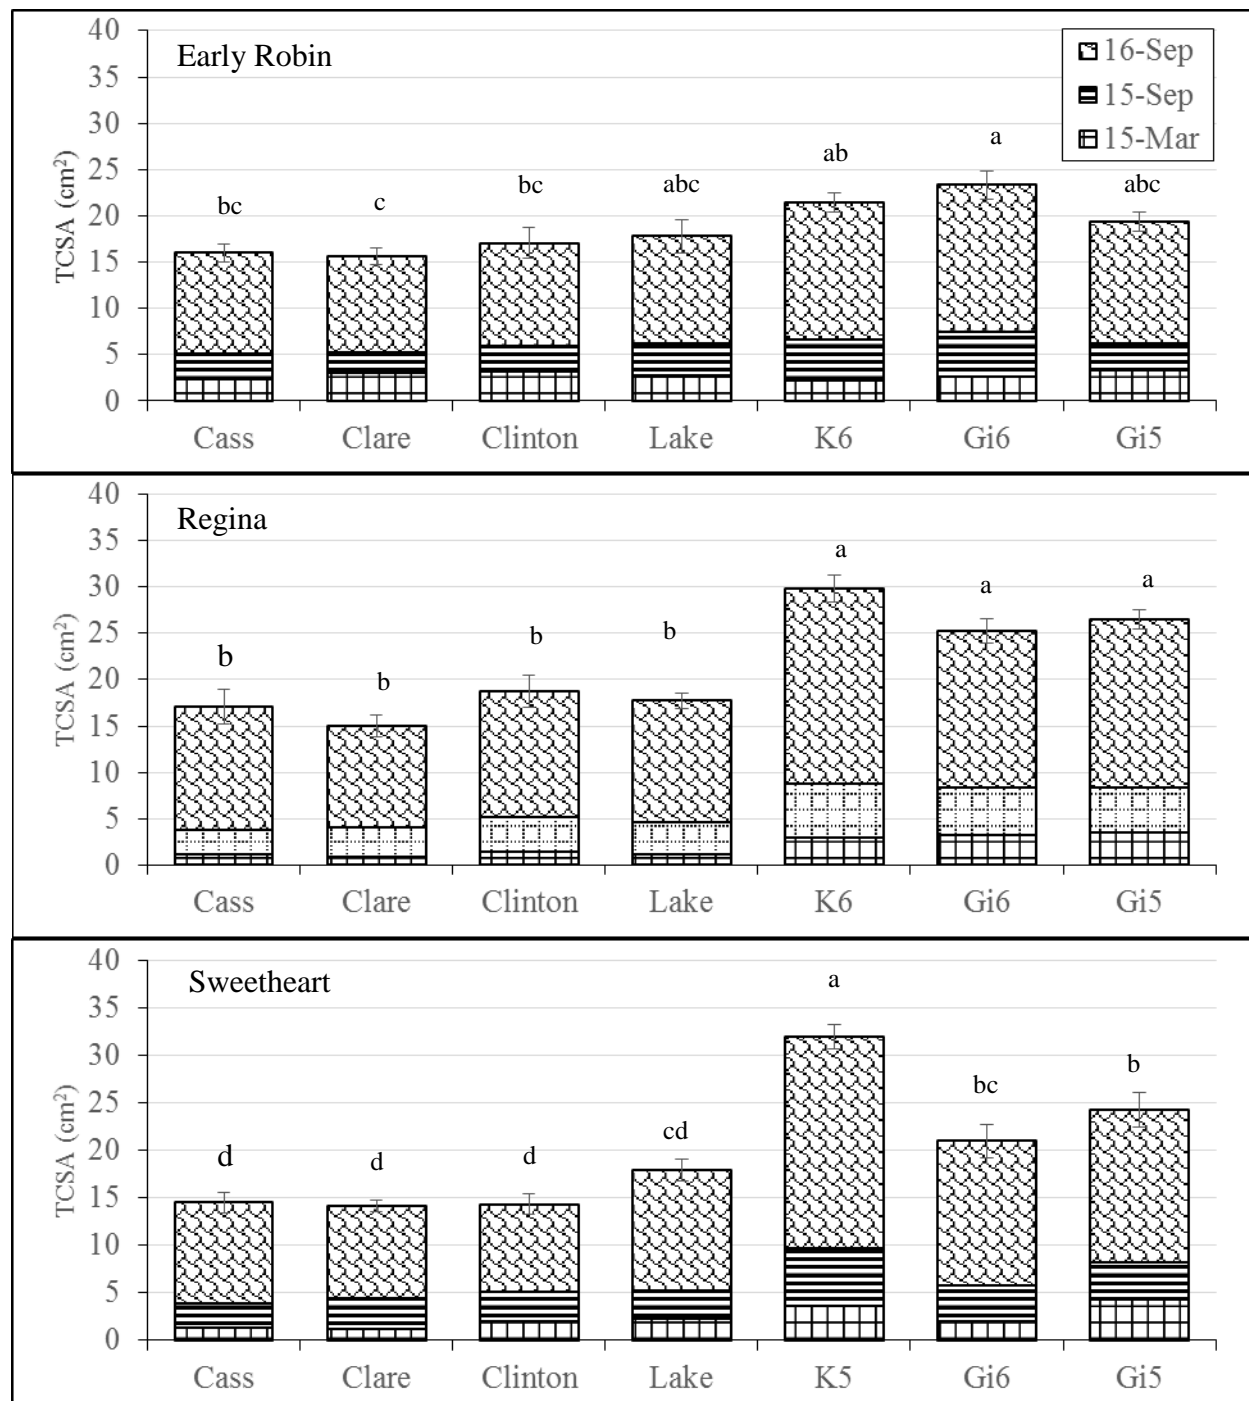 Early Robin
16-Sep
15-Sep
15-Mar
TCSA (cm²)
40
35
30
25
20
15
10
5
0
bc
c
bc
abc
ab
a
abc
Cass Clare Clinton Lake K6 Gi6 Gi5
Regina
TCSA (cm²)
40
35
30
25
20
15
10
5
0
b
b
b
b
a
a
a
Cass Clare Clinton Lake K6 Gi6 Gi5
Sweetheart
TCSA (cm²)
40
35
30
25
20
15
10
5
0
d
d
d
cd
a
bc
b
Cass Clare Clinton Lake K5 Gi6 Gi5